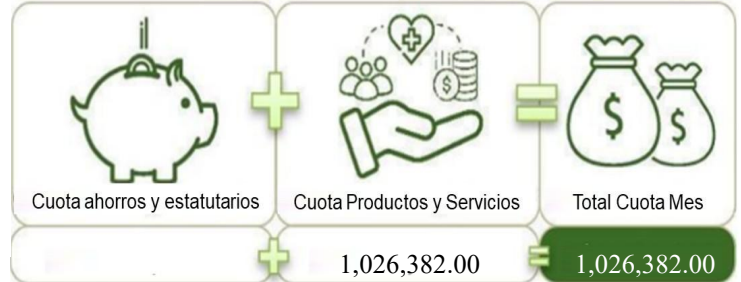 Cuota ahorros y estatutarios
Cuota Productos y Servicios
Total Cuota Mes
+ 1,026,382.00 = 1,026,382.00